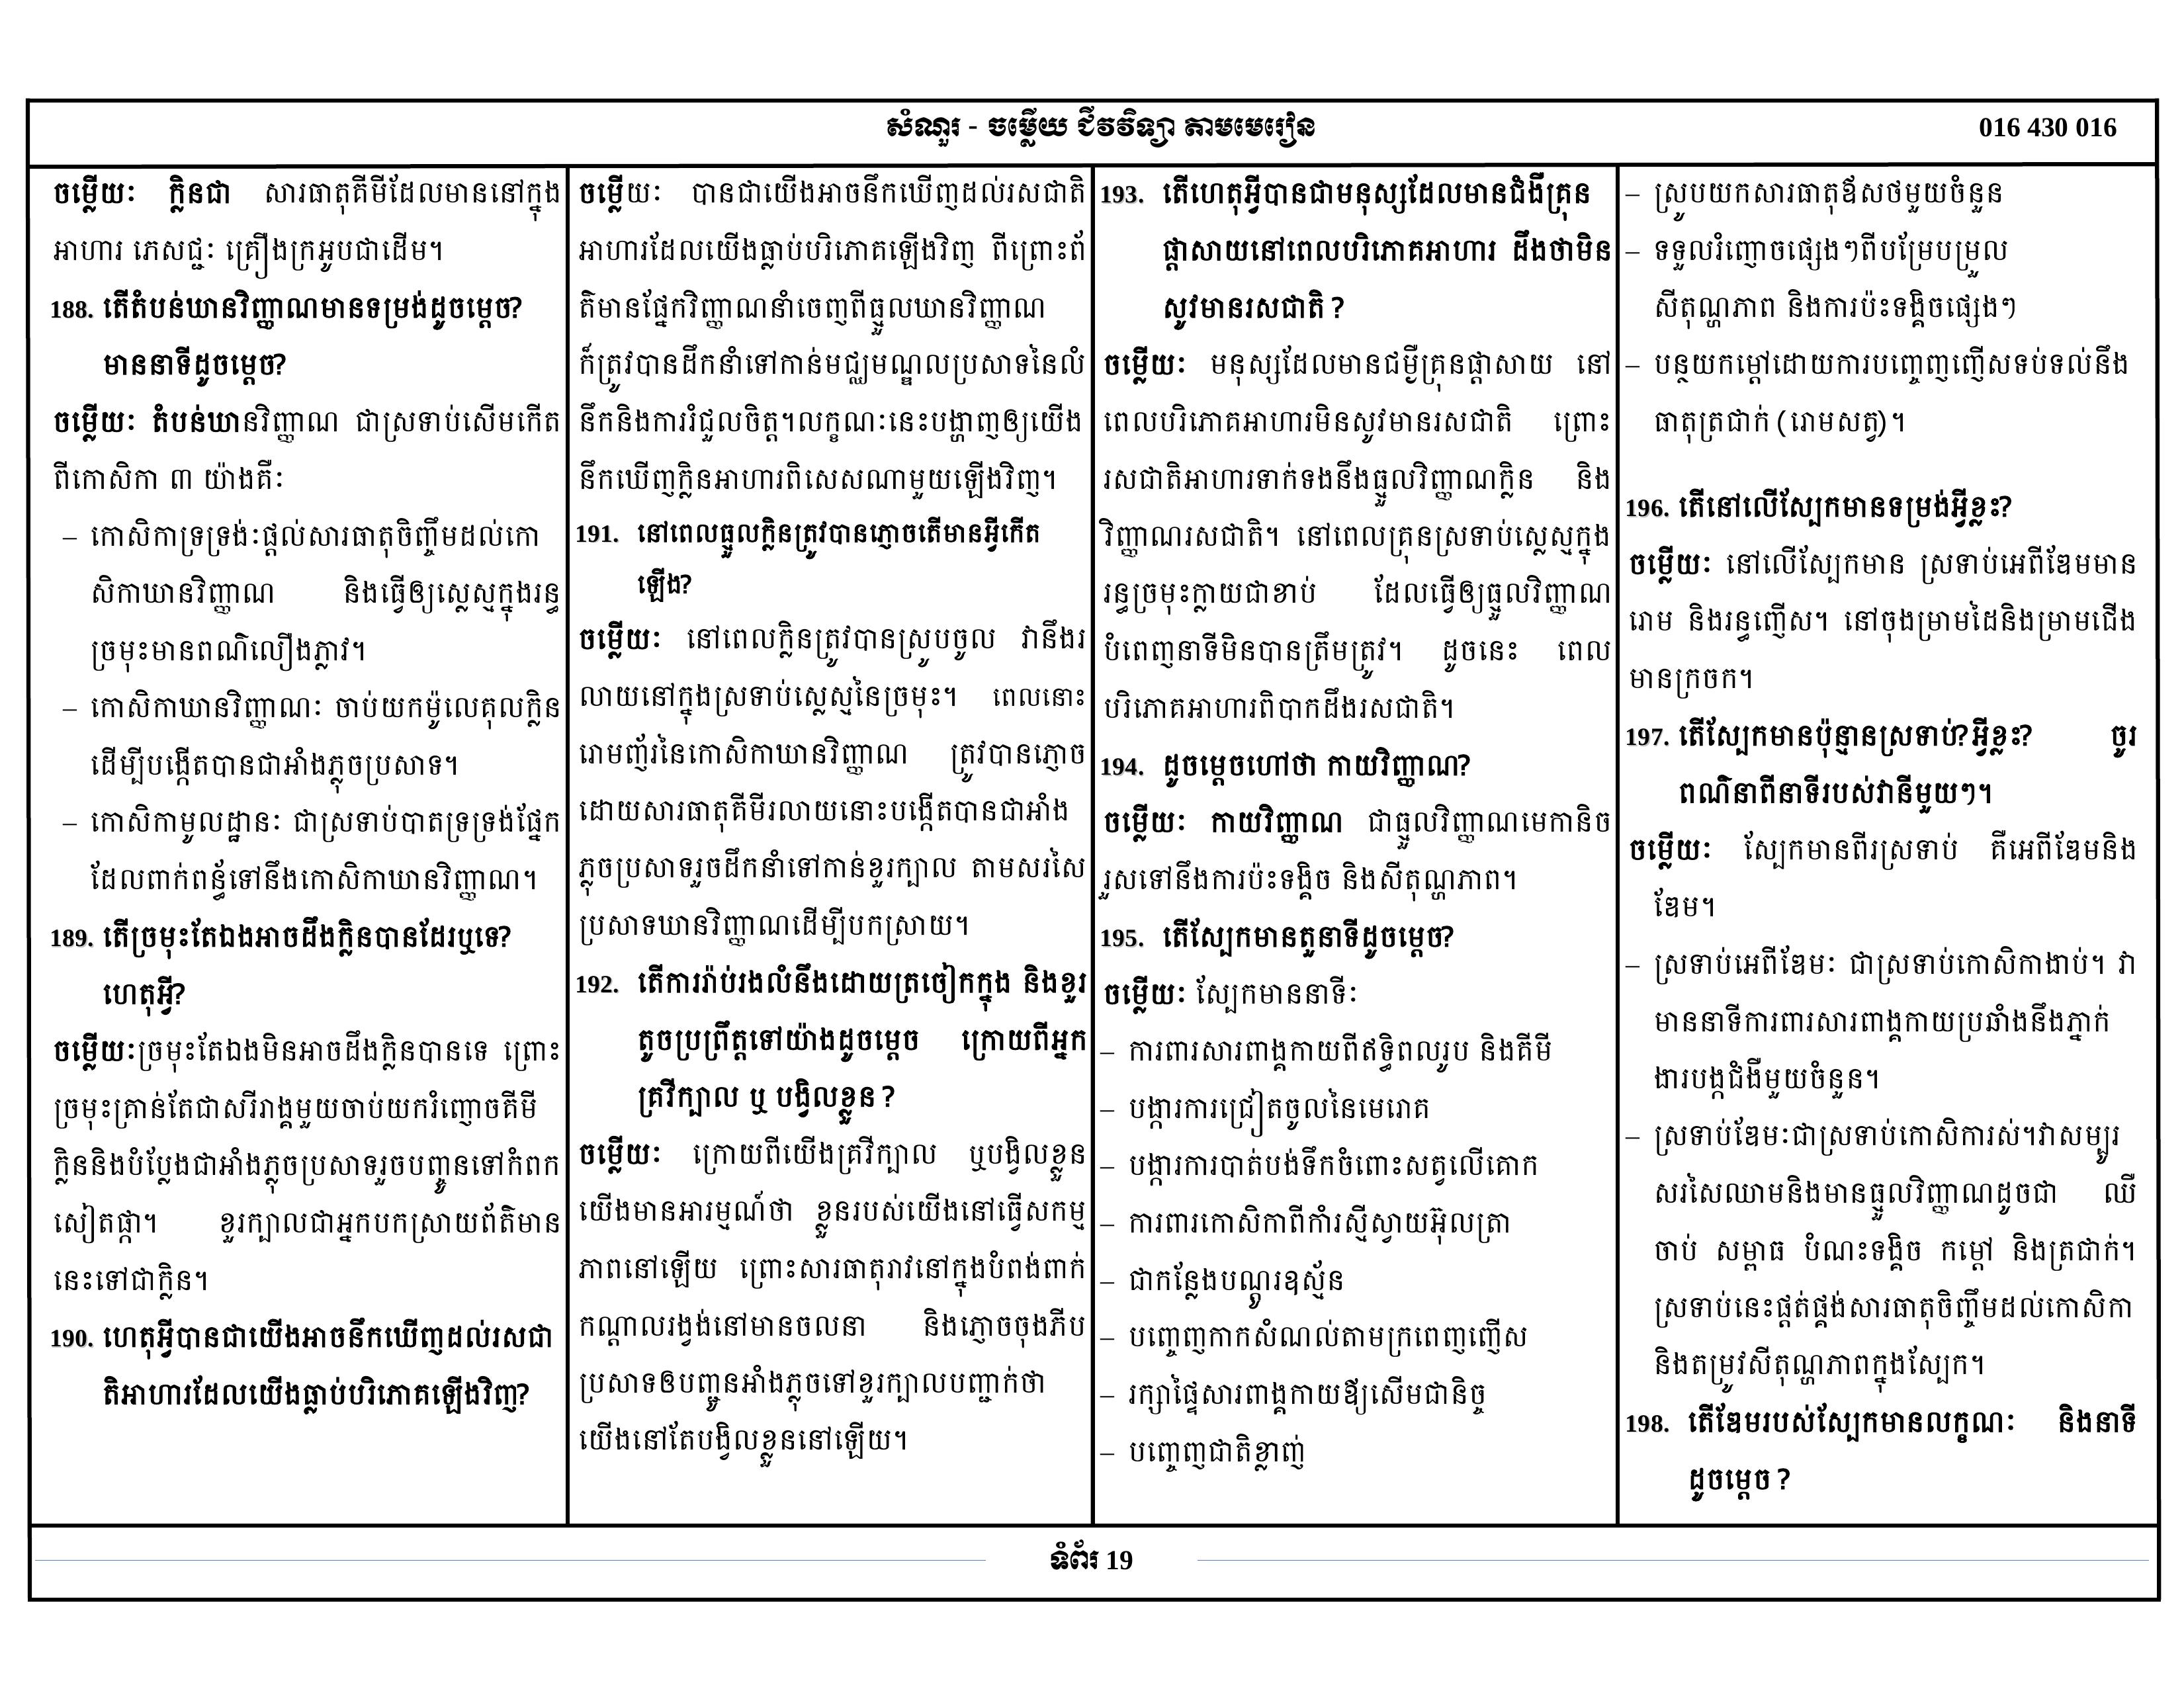 សំណួរ - ចម្លើយ ជីវវិទ្យា តាមមេរៀន
016 430 016
ចម្លើយៈ ក្លិនជា សារធាតុគីមីដែលមាននៅក្នុង
អាហារ ភេសជ្ជៈ គ្រឿងក្រអូបជាដើម។
188. តើតំបន់ឃានវិញ្ញាណមានទម្រង់ដូចម្ដេច?
មាននាទីដូចម្ដេច?
ចម្លើយៈ តំបន់ឃានវិញ្ញាណ ជាស្រទាប់សើមកើត
ពីកោសិកា ៣ យ៉ាងគឺៈ
– កោសិកាទ្រទ្រង់ៈផ្ដល់សារធាតុចិញ្ចឹមដល់កោ
សិកាឃានវិញ្ញាណ និងធ្វើឲ្យស្លេស្មក្នុងរន្ធ
ច្រមុះមានពណ៌លឿងភ្លាវ។
– កោសិកាឃានវិញ្ញាណៈ ចាប់យកម៉ូលេគុលក្លិន
ដើម្បីបង្កើតបានជាអាំងភ្លុចប្រសាទ។
– កោសិកាមូលដ្ឋានៈ ជាស្រទាប់បាតទ្រទ្រង់ផ្នែក
ដែលពាក់ពន្ធ័ទៅនឹងកោសិកាឃានវិញ្ញាណ។
189. តើច្រមុះតែឯងអាចដឹងក្លិនបានដែរឬទេ?
ហេតុអ្វី?
ចម្លើយៈច្រមុះតែឯងមិនអាចដឹងក្លិនបានទេ ព្រោះ
ច្រមុះគ្រាន់តែជាសរីរាង្គមួយចាប់យករំញោចគីមី
ក្លិននិងបំប្លែងជាអាំងភ្លុចប្រសាទរួចបញ្ជូនទៅកំពក
សៀតផ្កា។ ខួរក្បាលជាអ្នកបកស្រាយព័ត៌មាន
នេះទៅជាក្លិន។
190. ហេតុអ្វីបានជាយើងអាចនឹកឃើញដល់រសជា
តិអាហារដែលយើងធ្លាប់បរិភោគឡើងវិញ?
ចម្លើយៈ បានជាយើងអាចនឹកឃើញដល់រសជាតិ
អាហារដែលយើងធ្លាប់បរិភោគឡើងវិញ ពីព្រោះព័
ត៌មានផ្នែកវិញ្ញាណនាំចេញពីធ្មួលឃានវិញ្ញាណ
ក៏ត្រូវបានដឹកនាំទៅកាន់មជ្ឈមណ្ឌលប្រសាទនៃលំ
នឹកនិងការរំជួលចិត្ត។លក្ខណៈនេះបង្ហាញឲ្យយើង
នឹកឃើញក្លិនអាហារពិសេសណាមួយឡើងវិញ។
191. នៅពេលធ្មួលក្លិនត្រូវបានភ្ញោចតើមានអ្វីកើត
ឡើង?
ចម្លើយៈ នៅពេលក្លិនត្រូវបានស្រូបចូល វានឹងរ
លាយនៅក្នុងស្រទាប់ស្លេស្មនៃច្រមុះ។ ពេលនោះ
រោមញ័រនៃកោសិកាឃានវិញ្ញាណ ត្រូវបានភ្ញោច
ដោយសារធាតុគីមីរលាយនោះបង្កើតបានជាអាំង
ភ្លុចប្រសាទរួចដឹកនាំទៅកាន់ខួរក្បាល តាមសរសៃ
ប្រសាទឃានវិញ្ញាណដើម្បីបកស្រាយ។
192. តើការរ៉ាប់រងលំនឹងដោយត្រចៀកក្នុង និងខួរ
តូចប្រព្រឹត្តទៅយ៉ាងដូចម្ដេច ក្រោយពីអ្នក
គ្រវីក្បាល ឬ បង្វិលខ្លួន ?
ចម្លើយៈ ក្រោយពីយើងគ្រវីក្បាល ឬបង្វិលខ្លួន
យើងមានអារម្មណ៍ថា ខ្លួនរបស់យើងនៅធ្វើសកម្ម
ភាពនៅឡើយ ព្រោះសារធាតុរាវនៅក្នុងបំពង់ពាក់
កណ្ដាលរង្វង់នៅមានចលនា និងភ្ញោចចុងភីប
ប្រសាទឲបញ្ជូនអាំងភ្លុចទៅខួរក្បាលបញ្ជាក់ថា
យើងនៅតែបង្វិលខ្លួននៅឡើយ។
193. តើហេតុអ្វីបានជាមនុស្សដែលមានជំងឺគ្រុន
ផ្ដាសាយនៅពេលបរិភោគអាហារ ដឹងថាមិន
សូវមានរសជាតិ ?
ចម្លើយៈ មនុស្សដែលមានជម្ងឺគ្រុនផ្ដាសាយ នៅ
ពេលបរិភោគអាហារមិនសូវមានរសជាតិ ព្រោះ
រសជាតិអាហារទាក់ទងនឹងធ្មួលវិញ្ញាណក្លិន និង
វិញ្ញាណរសជាតិ។ នៅពេលគ្រុនស្រទាប់ស្លេស្មក្នុង
រន្ធច្រមុះក្លាយជាខាប់ ដែលធ្វើឲ្យធ្មួលវិញ្ញាណ
បំពេញនាទីមិនបានត្រឹមត្រូវ។ ដូចនេះ ពេល
បរិភោគអាហារពិបាកដឹងរសជាតិ។
194. ដូចម្ដេចហៅថា កាយវិញ្ញាណ?
ចម្លើយៈ កាយវិញ្ញាណ ជាធ្មួលវិញ្ញាណមេកានិច
រួសទៅនឹងការប៉ះទង្គិច និងសីតុណ្ហភាព។
195. តើស្បែកមានតួនាទីដូចម្ដេច?
ចម្លើយៈ ស្បែកមាននាទីៈ
– ការពារសារពាង្គកាយពីឥទ្ធិពលរូប និងគីមី
– បង្ការការជ្រៀតចូលនៃមេរោគ
– បង្ការការបាត់បង់ទឹកចំពោះសត្វលើគោក
– ការពារកោសិកាពីកាំរស្មីស្វាយអ៊ុលត្រា
– ជាកន្លែងបណ្ដូរឧស្ម័ន
– បញ្ចេញកាកសំណល់តាមក្រពេញញើស
– រក្សាផ្ទៃសារពាង្គកាយឪ្យសើមជានិច្ច
– បញ្ចេញជាតិខ្លាញ់
– ស្រូបយកសារធាតុឪសថមួយចំនួន
– ទទួលរំញោចផ្សេងៗពីបម្រែបម្រួល
សីតុណ្ហភាព និងការប៉ះទង្គិចផ្សេងៗ
– បន្ថយកម្ដៅដោយការបញ្ចេញញើសទប់ទល់នឹង
ធាតុត្រជាក់ (រោមសត្វ) ។
196. តើនៅលើស្បែកមានទម្រង់អ្វីខ្លះ?
ចម្លើយៈ នៅលើស្បែកមាន ស្រទាប់អេពីឌែមមាន
រោម និងរន្ធញើស។ នៅចុងម្រាមដៃនិងម្រាមជើង
មានក្រចក។
197. តើស្បែកមានប៉ុន្មានស្រទាប់?អ្វីខ្លះ? ចូរ
ពណ៌នាពីនាទីរបស់វានីមួយៗ។
ចម្លើយៈ ស្បែកមានពីរស្រទាប់ គឺអេពីឌែមនិង
ឌែម។
– ស្រទាប់អេពីឌែមៈ ជាស្រទាប់កោសិកាងាប់។ វា
មាននាទីការពារសារពាង្គកាយប្រឆាំងនឹងភ្នាក់
ងារបង្កជំងឺមួយចំនួន។
– ស្រទាប់ឌែមៈជាស្រទាប់កោសិការស់។វាសម្បូរ
សរសៃឈាមនិងមានធ្មួលវិញ្ញាណដូចជា ឈឺ
ចាប់ សម្ពាធ បំណះទង្គិច កម្ដៅ និងត្រជាក់។
ស្រទាប់នេះផ្គត់ផ្គង់សារធាតុចិញ្ចឹមដល់កោសិកា
និងតម្រូវសីតុណ្ហភាពក្នុងស្បែក។
198. តើឌែមរបស់ស្បែកមានលក្ខណៈ និងនាទី
ដូចម្ដេច ?
ទំព័រ 19